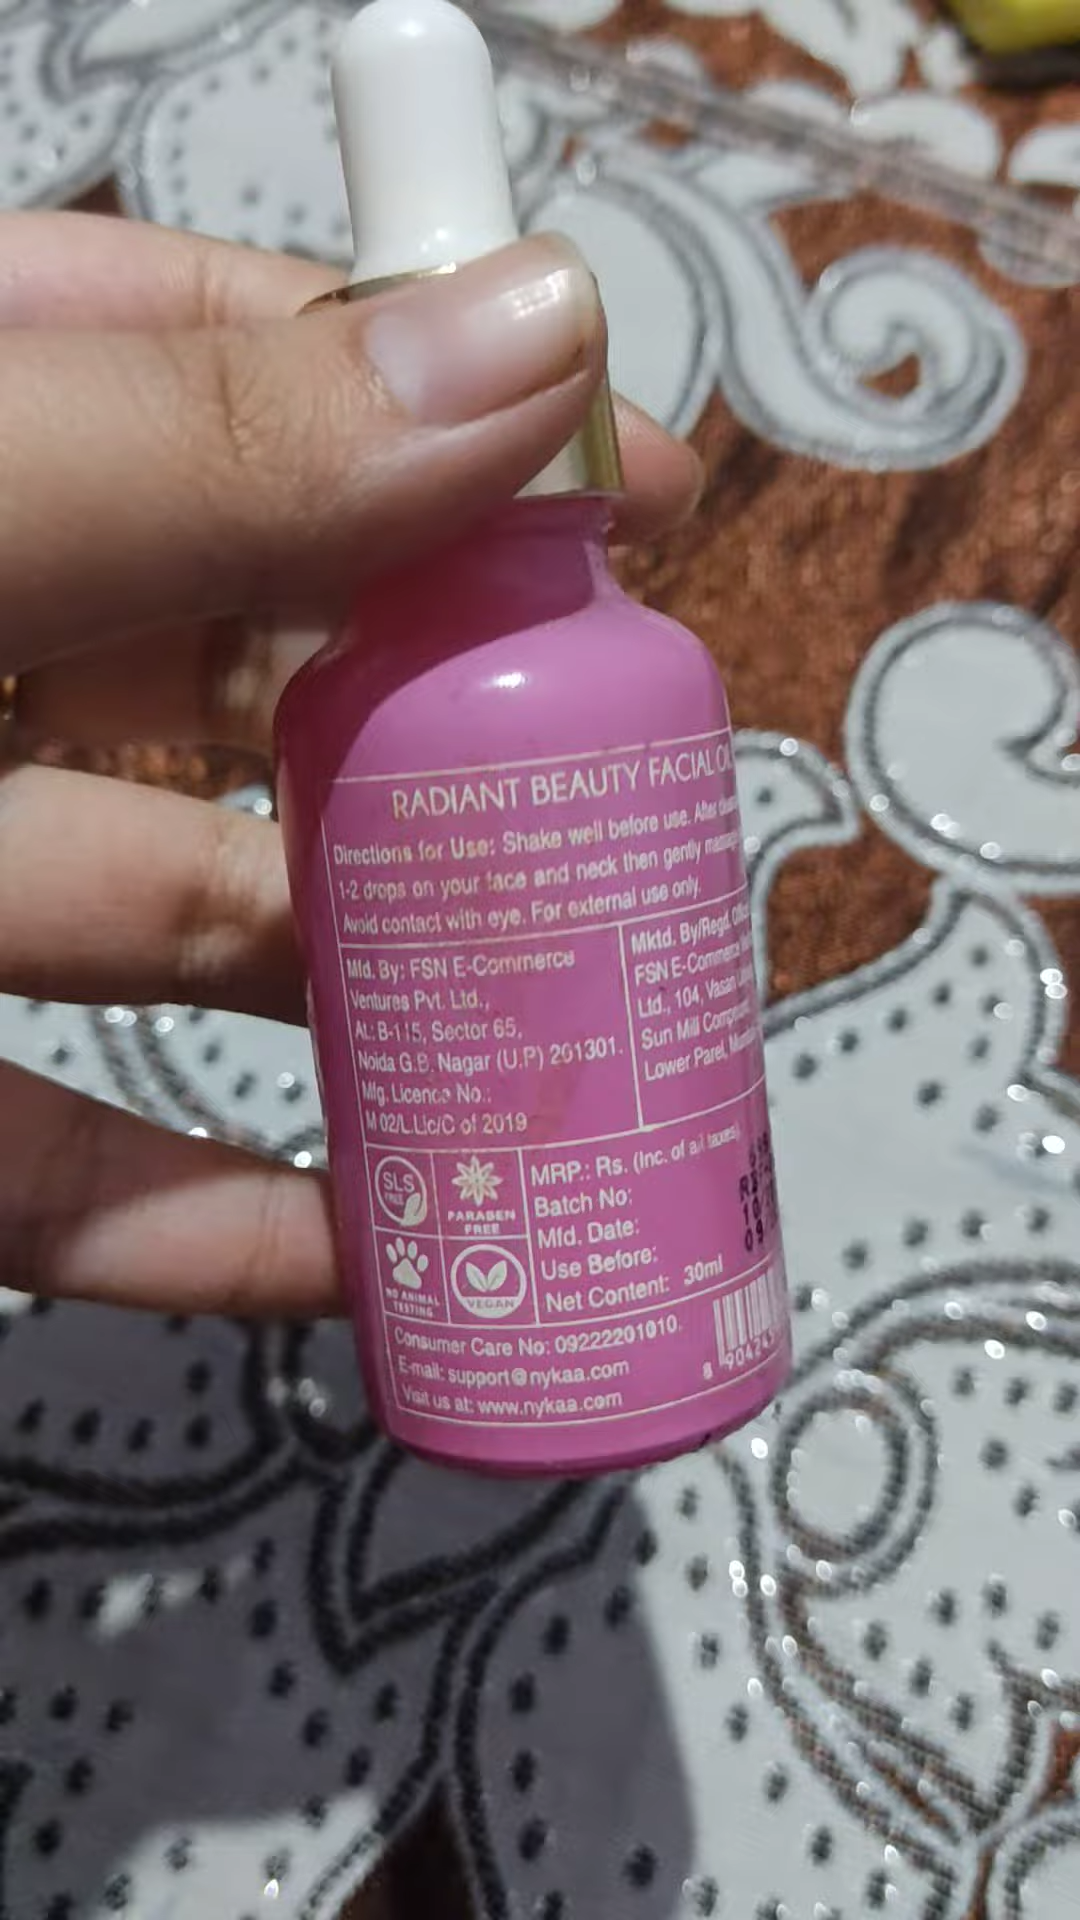 RADIANT BEAUTY FACIAL
Directions for Use: Shake well before use. After
1-2 drops on your face and neck then gently massage
Avoid contact with eye. For external use only.
Mfd. By: FSN E-Commerce
Ventures Pvt. Ltd.,
At: B-115, Sector 65,
Noida G.B. Nagar (U.P) 201301.
Mfg. Licence No.:
M 02/L.Lic/C of 2019
Mktd. By/Regd.
FSN E-Commerce
Ltd., 104, Vasan
Sun Mill
Lower Parel,
SLS
FREE
PARABEN
FREE
NO ANIMAL
TESTING
VEGAN
MRP.: Rs. (Inc. of all taxes)
Batch No:
Mfd. Date:
Use Before:
Net Content: 30ml
Consumer Care No: 09222201010.
E-mail: support@nykaa.com
Visit us at: www.nykaa.com